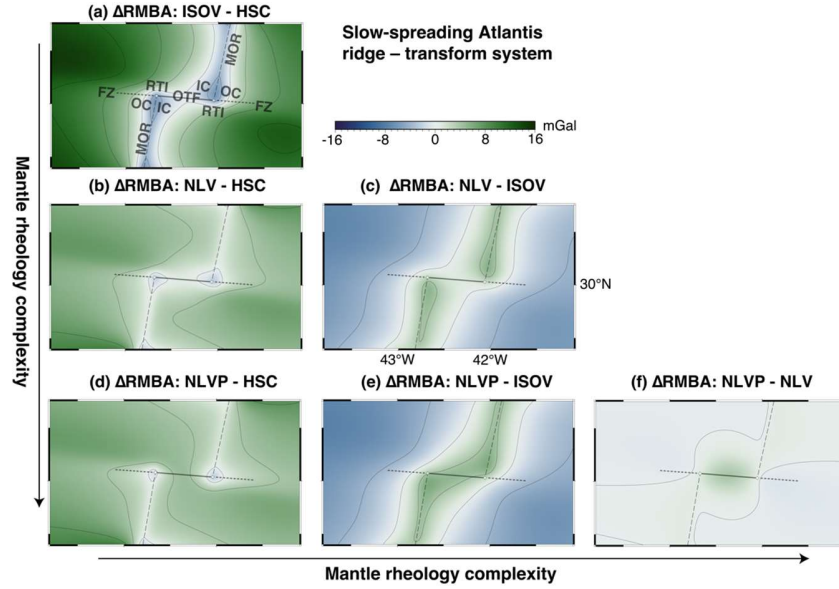 (a) ΔRMBA: ISOV - HSC
Slow-spreading Atlantis
ridge – transform system
MOR
RTI IC OC
FZ OTF FZ
OC IC RTI
MOR
mGal
-16 -8 0 8 16
Mantle rheology complexity
(b) ΔRMBA: NLV - HSC
(c) ΔRMBA: NLV - ISOV
30°N
43°W 42°W
(d) ΔRMBA: NLVP - HSC
(e) ΔRMBA: NLVP - ISOV
(f) ΔRMBA: NLVP - NLV
Mantle rheology complexity